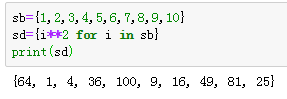 sb={1,2,3,4,5,6,7,8,9,10}
sd={i**2 for i in sb}
print(sd)
{64, 1, 4, 36, 100, 9, 16, 49, 81, 25}